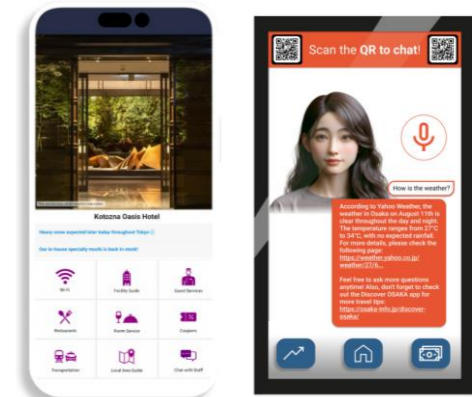 Kotozna Oasis Hotel
Heavy snow expected later today throughout Tokyo
Our in-house specialty mochi is back in stock!
Wi-Fi
Facility Guide
Guest Services
Restaurants
Room Service
Coupons
Transportation
Local Area Guide
Chat with Staff
Scan the QR to chat!
How is the weather?
According to Yahoo Weather, the
weather in Osaka on August 11th is
clear throughout the day and night.
The temperature ranges from 27°C
to 34°C, with no expected rainfall.
For more details, please check the
following page:
https://weather.yahoo.co.jp/
weather/27/6...
Feel free to ask more questions
anytime! Also, don't forget to check
out the Discover OSAKA app for
more travel tips:
https://osaka-info.jp/discover-
osaka/